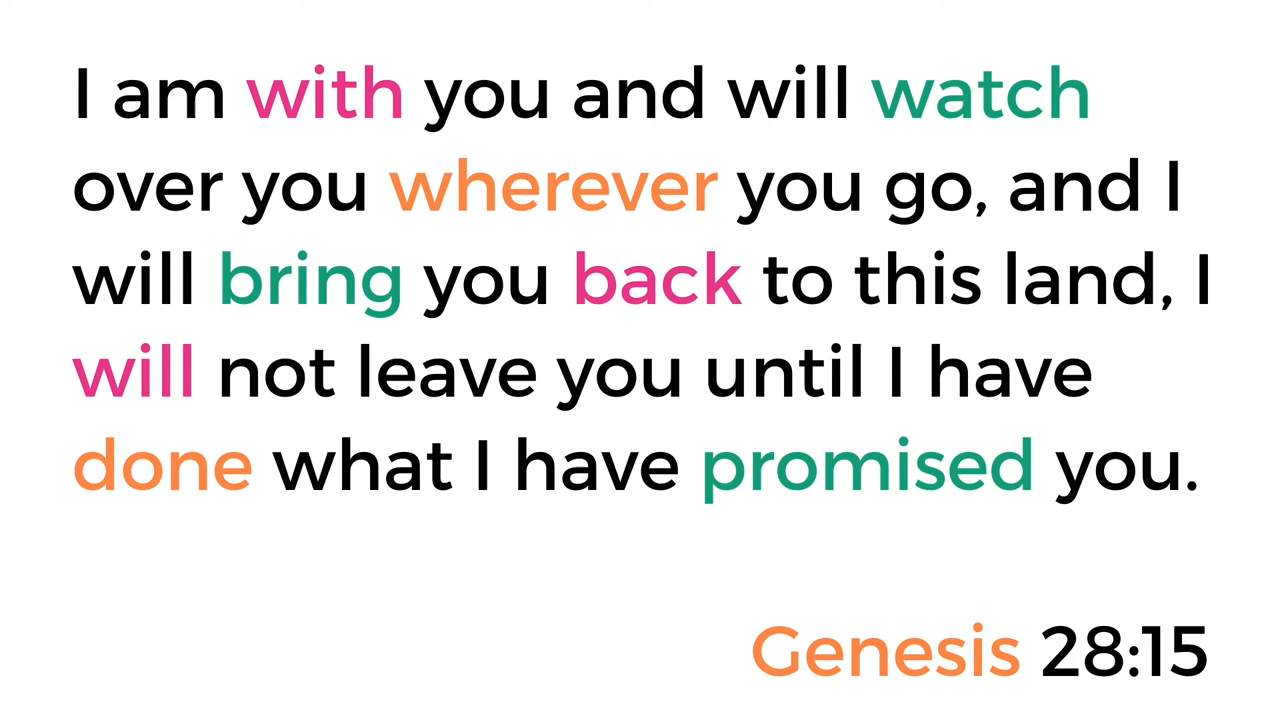 I am with you and will watch
over you wherever you go, and I
will bring you back to this land, I
will not leave you until I have
done what I have promised you.
Genesis 28:15